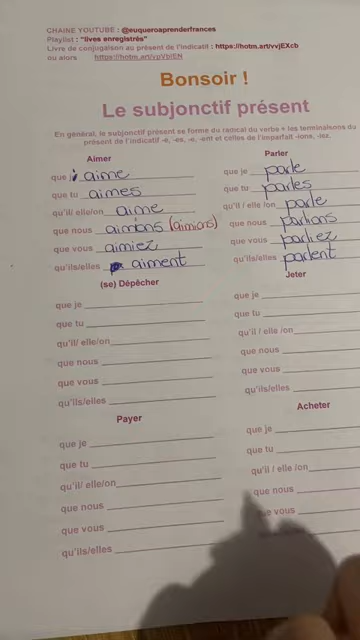 CHAINE YOUTUBE : @euqueroaprenderfrances
Playlist : "lives enregistrés"
Livre de conjugaison au présent de l'indicatif : https://hotm.art/vvjEXcb
ou alors https://hotm.art/vpVbiEN
Bonsoir !
Le subjonctif présent
En général, le subjonctif présent se forme du radical du verbe + les terminaisons du
présent de l'indicatif -e, -es, -e, -ent et celles de l'imparfait -ions, -iez.
Aimer
que j' aime
que tu aimes
qu'il/ elle/on aime
que nous aimions (aimions)
que vous aimiez
qu'ils/elles aiment
Parler
que je parle
que tu parles
qu'il / elle /on parle
que nous parlions
que vous parliez
qu'ils/elles parlent
(se) Dépêcher
que je
que tu
qu'il/ elle/on
que nous
que vous
qu'ils/elles
Jeter
que je
que tu
qu'il / elle /on
que nous
que vous
qu'ils/elles
Payer
que je
que tu
qu'il/ elle/on
que nous
que vous
qu'ils/elles
Acheter
que je
que tu
qu'il / elle /on
que nous
que vous